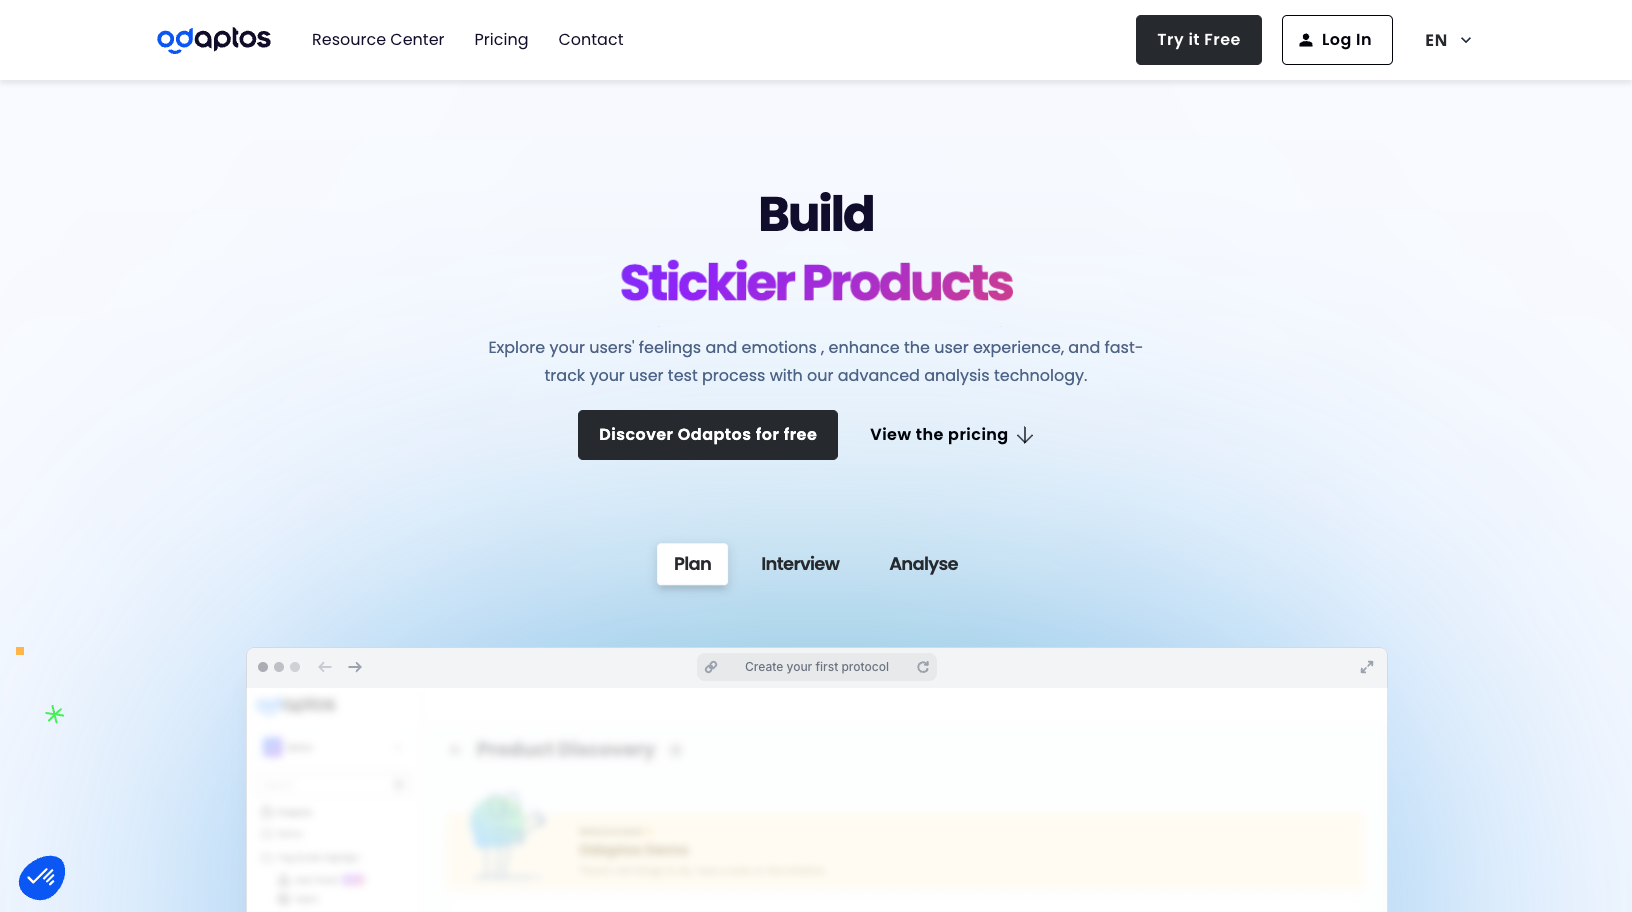 odaptos
Resource Center
Pricing
Contact
Try it Free
Log In
EN
Build
Stickier Products
Explore your users' feelings and emotions , enhance the user experience, and fast-
track your user test process with our advanced analysis technology.
Discover Odaptos for free
View the pricing
Plan
Interview
Analyse
Create your first protocol
Product Discovery